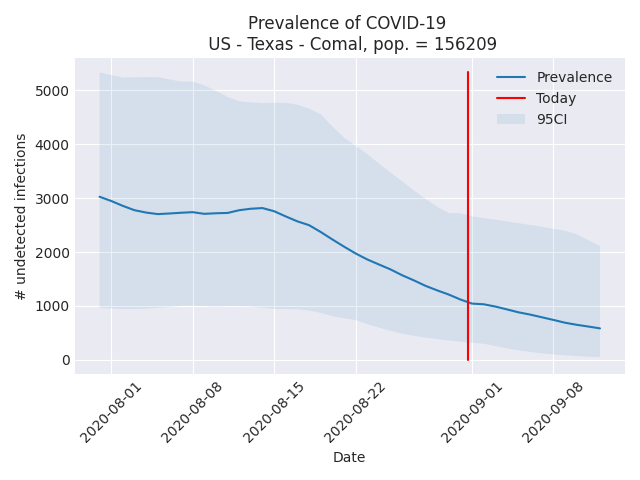 Prevalence of COVID-19
US - Texas - Comal, pop. = 156209
Prevalence
Today
95CI
# undetected infections
5000
4000
3000
2000
1000
0
2020-08-01
2020-08-08
2020-08-15
2020-08-22
2020-09-01
2020-09-08
Date